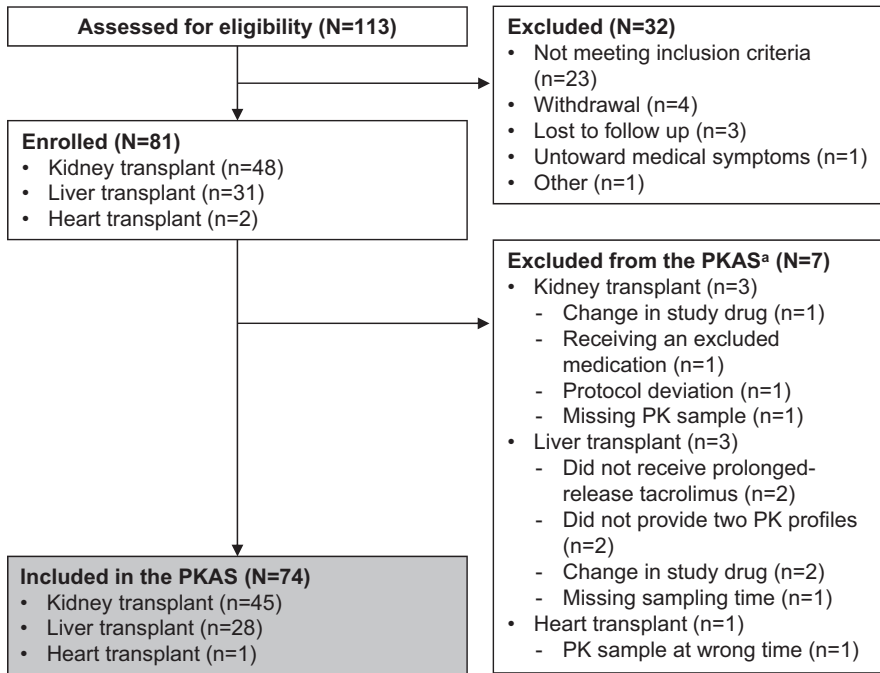 Assessed for eligibility (N=113)
Excluded (N=32)
• Not meeting inclusion criteria
(n=23)
• Withdrawal (n=4)
• Lost to follow up (n=3)
• Untoward medical symptoms (n=1)
• Other (n=1)
Enrolled (N=81)
• Kidney transplant (n=48)
• Liver transplant (n=31)
• Heart transplant (n=2)
Excluded from the PKASᵃ (N=7)
• Kidney transplant (n=3)
- Change in study drug (n=1)
- Receiving an excluded
medication (n=1)
- Protocol deviation (n=1)
- Missing PK sample (n=1)
• Liver transplant (n=3)
- Did not receive prolonged-
release tacrolimus (n=2)
- Did not provide two PK profiles
(n=2)
- Change in study drug (n=2)
- Missing sampling time (n=1)
• Heart transplant (n=1)
- PK sample at wrong time (n=1)
Included in the PKAS (N=74)
• Kidney transplant (n=45)
• Liver transplant (n=28)
• Heart transplant (n=1)